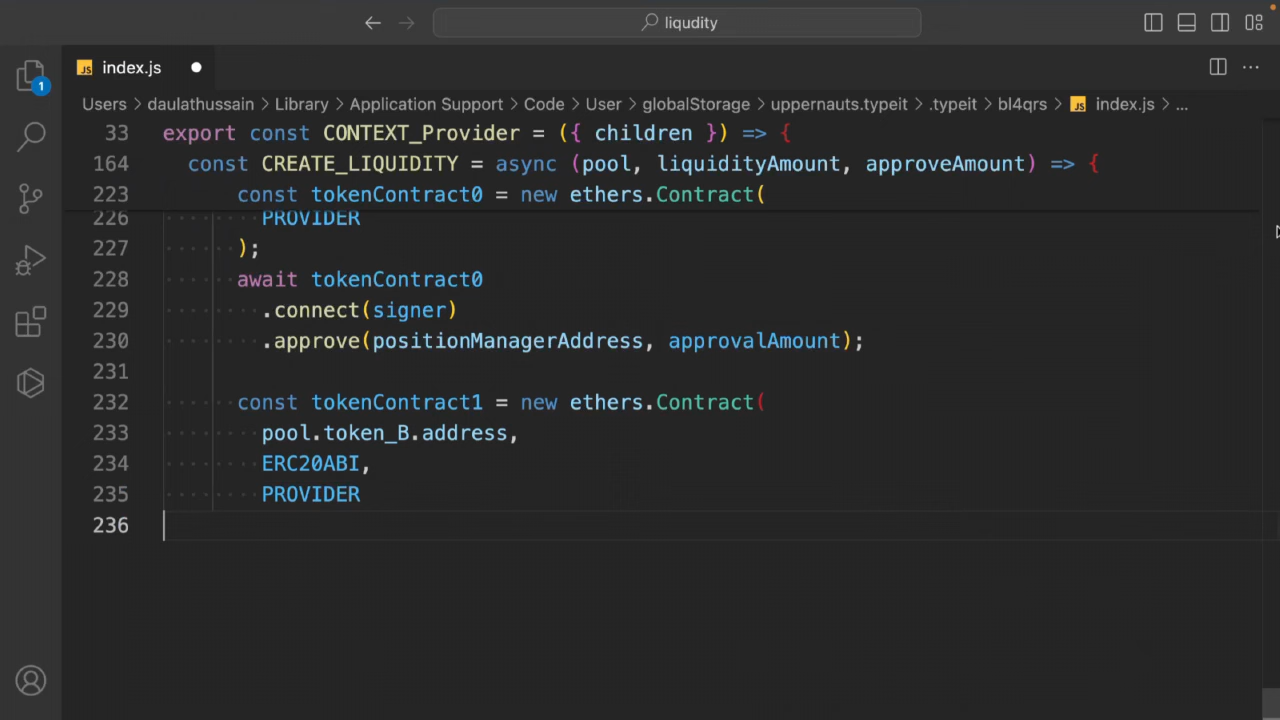 liqudity
1
JS index.js
Users > daulathussain > Library > Application Support > Code > User > globalStorage > uppernauts.typeit > .typeit > bl4qrs > JS index.js > ...
33 export const CONTEXT_Provider = ({ children }) => {
164 const CREATE_LIQUIDITY = async (pool, liquidityAmount, approveAmount) => {
223 const tokenContract0 = new ethers.Contract(
226 PROVIDER
227 );
228 await tokenContract0
229 .connect(signer)
230 .approve(positionManagerAddress, approvalAmount);
231
232 const tokenContract1 = new ethers.Contract(
233 pool.token_B.address,
234 ERC20ABI,
235 PROVIDER
236